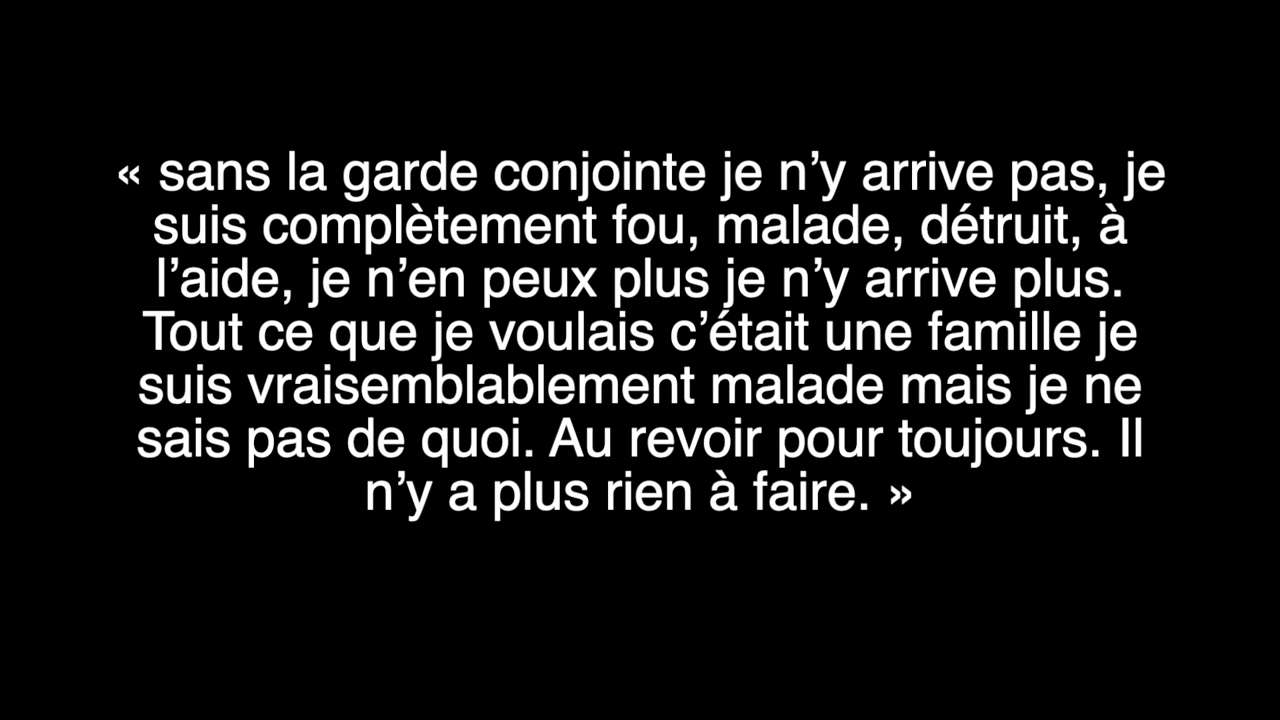 « sans la garde conjointe je n’y arrive pas, je
suis complètement fou, malade, détruit, à
l’aide, je n’en peux plus je n’y arrive plus.
Tout ce que je voulais c’était une famille je
suis vraisemblablement malade mais je ne
sais pas de quoi. Au revoir pour toujours. Il
n’y a plus rien à faire. »